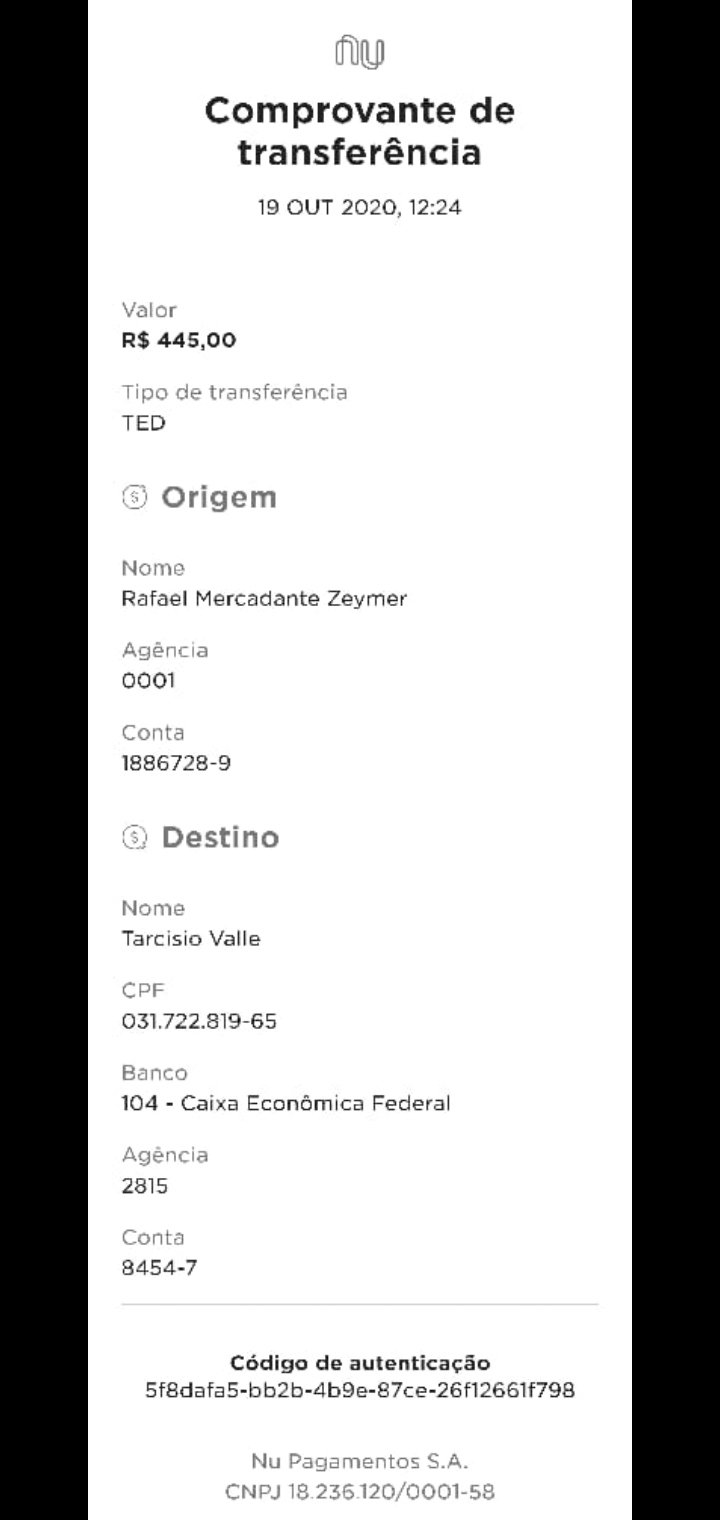 nu
Comprovante de
transferência
19 OUT 2020, 12:24
Valor
R$ 445,00
Tipo de transferência
TED
Origem
Nome
Rafael Mercadante Zeymer
Agência
0001
Conta
1886728-9
Destino
Nome
Tarcisio Valle
CPF
031.722.819-65
Banco
104 - Caixa Econômica Federal
Agência
2815
Conta
8454-7
Código de autenticação
5f8dafa5-bb2b-4b9e-87ce-26f12661f798
Nu Pagamentos S.A.
CNPJ 18.236.120/0001-58